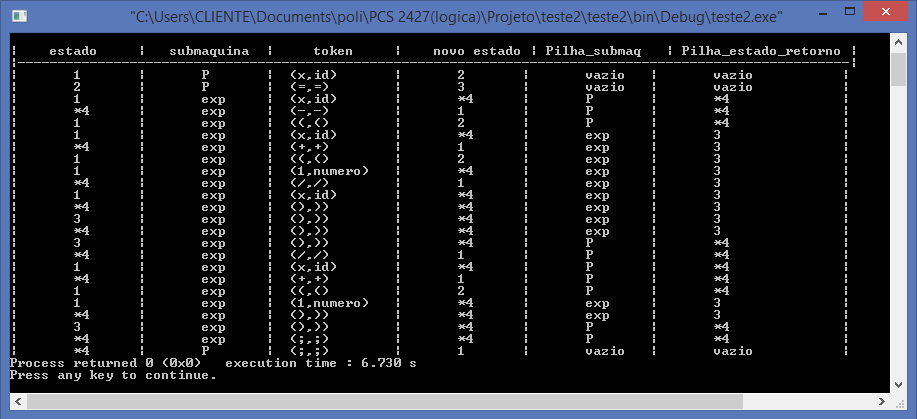 "C:\Users\CLIENTE\Documents\poli\PCS 2427(logica)\Projeto\teste2\teste2\bin\Debug\teste2.exe"
¦ estado ¦ submaquina ¦ token ¦ novo estado ¦ Pilha_submaq ¦ Pilha_estado_retorno ¦
¦ 1 ¦ P ¦ (x,id) ¦ 2 ¦ vazio ¦ vazio ¦
¦ 2 ¦ P ¦ (=,=) ¦ 3 ¦ vazio ¦ vazio ¦
¦ 1 ¦ exp ¦ (x,id) ¦ *4 ¦ P ¦ *4 ¦
¦ *4 ¦ exp ¦ (-,-) ¦ 1 ¦ P ¦ *4 ¦
¦ 1 ¦ exp ¦ ((,() ¦ 2 ¦ P ¦ *4 ¦
¦ 1 ¦ exp ¦ (x,id) ¦ *4 ¦ exp ¦ 3 ¦
¦ *4 ¦ exp ¦ (+,+) ¦ 1 ¦ exp ¦ 3 ¦
¦ 1 ¦ exp ¦ ((,() ¦ 2 ¦ exp ¦ 3 ¦
¦ 1 ¦ exp ¦ (1,numero) ¦ *4 ¦ exp ¦ 3 ¦
¦ *4 ¦ exp ¦ (/,/) ¦ 1 ¦ exp ¦ 3 ¦
¦ 1 ¦ exp ¦ (x,id) ¦ *4 ¦ exp ¦ 3 ¦
¦ *4 ¦ exp ¦ (),)) ¦ *4 ¦ exp ¦ 3 ¦
¦ 3 ¦ exp ¦ (),)) ¦ *4 ¦ exp ¦ 3 ¦
¦ *4 ¦ exp ¦ (),)) ¦ *4 ¦ exp ¦ 3 ¦
¦ 3 ¦ exp ¦ (),)) ¦ *4 ¦ P ¦ *4 ¦
¦ *4 ¦ exp ¦ (/,/) ¦ 1 ¦ P ¦ *4 ¦
¦ 1 ¦ exp ¦ (x,id) ¦ *4 ¦ P ¦ *4 ¦
¦ *4 ¦ exp ¦ (+,+) ¦ 1 ¦ P ¦ *4 ¦
¦ 1 ¦ exp ¦ ((,() ¦ 2 ¦ P ¦ *4 ¦
¦ 1 ¦ exp ¦ (1,numero) ¦ *4 ¦ exp ¦ 3 ¦
¦ *4 ¦ exp ¦ (),)) ¦ *4 ¦ exp ¦ 3 ¦
¦ 3 ¦ exp ¦ (),)) ¦ *4 ¦ P ¦ *4 ¦
¦ *4 ¦ exp ¦ (;,;) ¦ *4 ¦ P ¦ *4 ¦
¦ *4 ¦ P ¦ (;,;) ¦ 1 ¦ vazio ¦ vazio ¦
Process returned 0 (0x0)   execution time : 6.730 s
Press any key to continue.